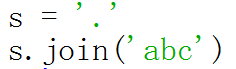 s = '.'
s.join('abc')